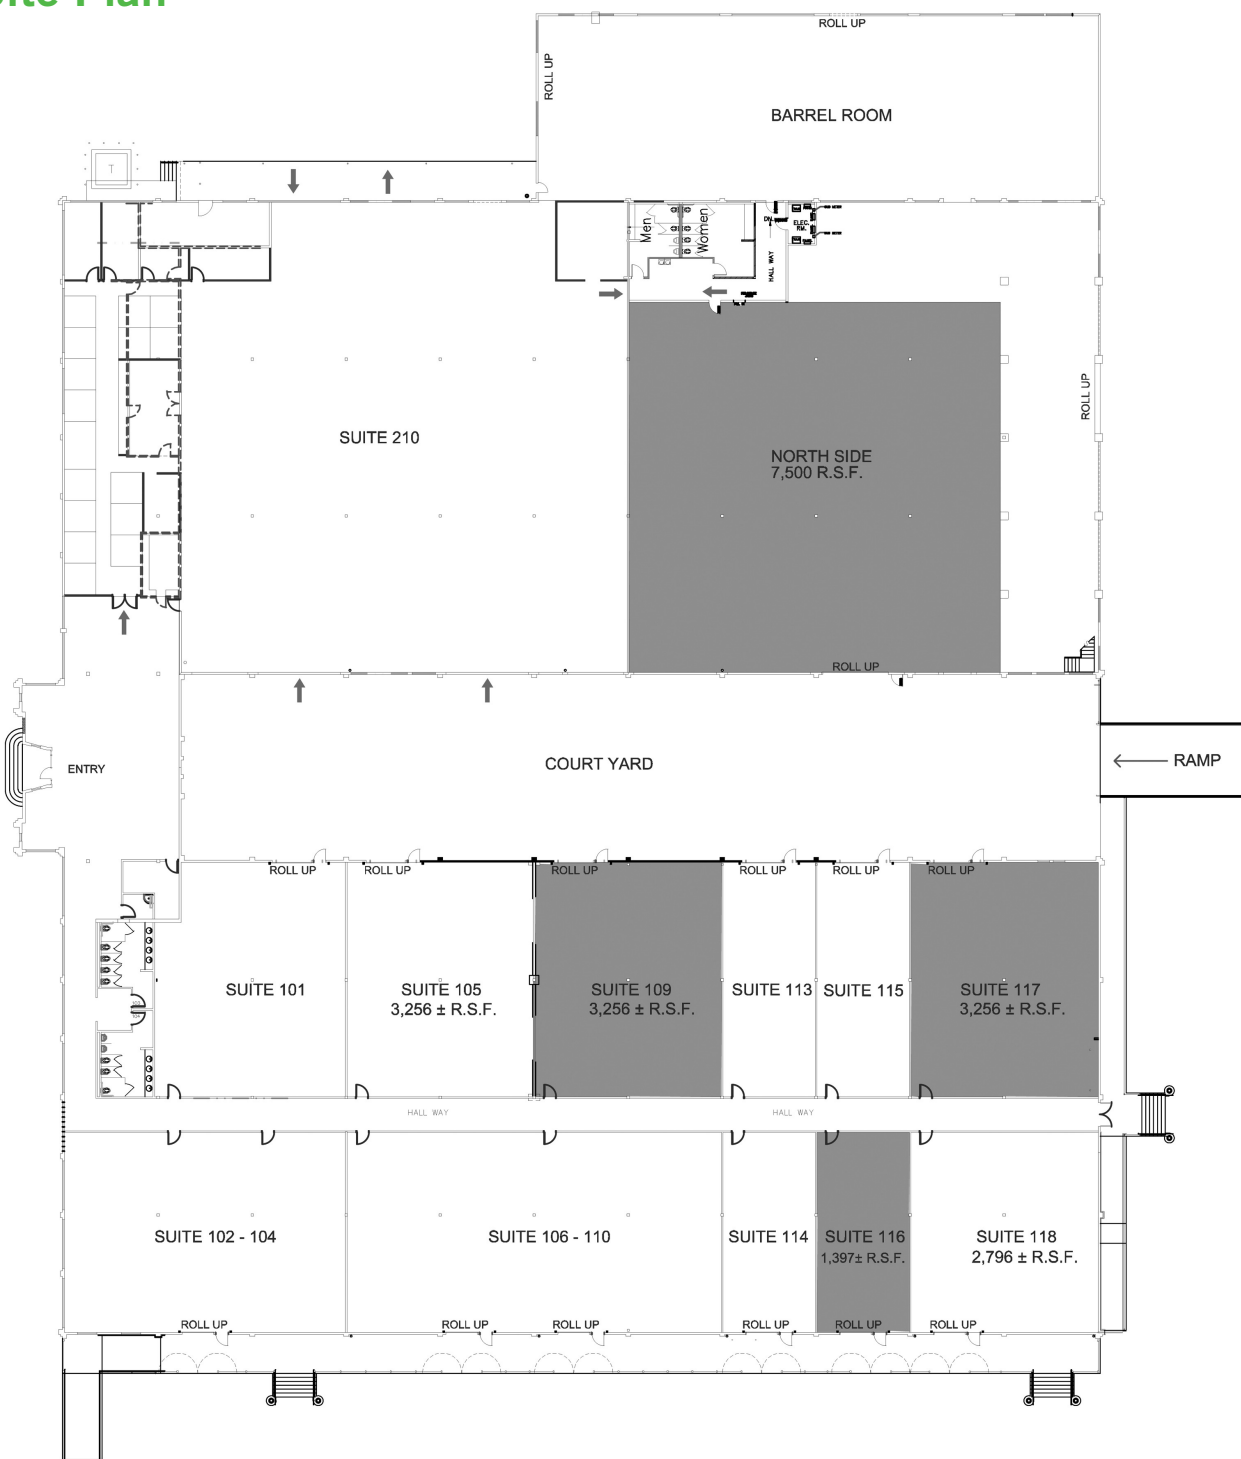 Site Plan
ROLL UP
ROLL UP
BARREL ROOM
T
Men
Women
DN.
ELEC.
RM.
HALL WAY
ROLL UP
SUITE 210
NORTH SIDE
7,500 R.S.F.
ROLL UP
ENTRY
COURT YARD
RAMP
ROLL UP
ROLL UP
ROLL UP
ROLL UP
ROLL UP
ROLL UP
SUITE 101
SUITE 105
3,256 ± R.S.F.
SUITE 109
3,256 ± R.S.F.
SUITE 113
SUITE 115
SUITE 117
3,256 ± R.S.F.
HALL WAY
HALL WAY
SUITE 102 - 104
SUITE 106 - 110
SUITE 114
SUITE 116
1,397± R.S.F.
SUITE 118
2,796 ± R.S.F.
ROLL UP
ROLL UP
ROLL UP
ROLL UP
ROLL UP
ROLL UP